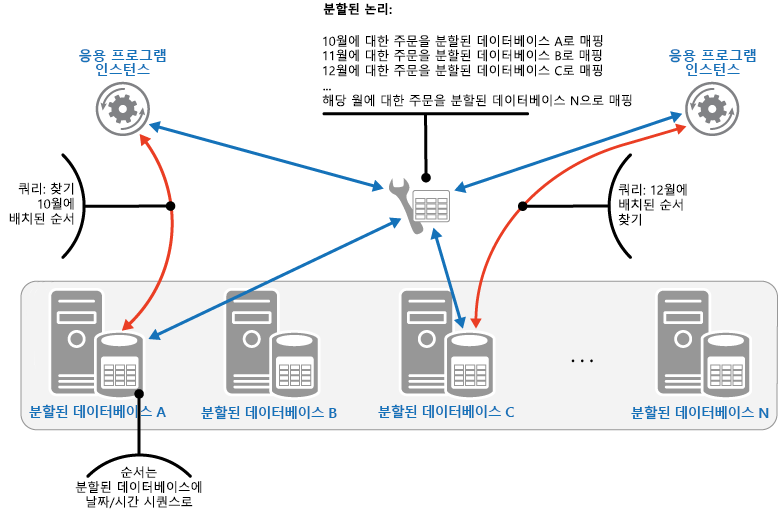 분할된 논리:
10월에 대한 주문을 분할된 데이터베이스 A로 매핑
11월에 대한 주문을 분할된 데이터베이스 B로 매핑
12월에 대한 주문을 분할된 데이터베이스 C로 매핑
...
해당 월에 대한 주문을 분할된 데이터베이스 N으로 매핑
응용 프로그램
인스턴스
응용 프로그램
인스턴스
쿼리: 찾기
10월에
배치된 순서
쿼리: 12월에
배치된 순서
찾기
...
분할된 데이터베이스 A
분할된 데이터베이스 B
분할된 데이터베이스 C
분할된 데이터베이스 N
순서는
분할된 데이터베이스에
날짜/시간 시퀀스로